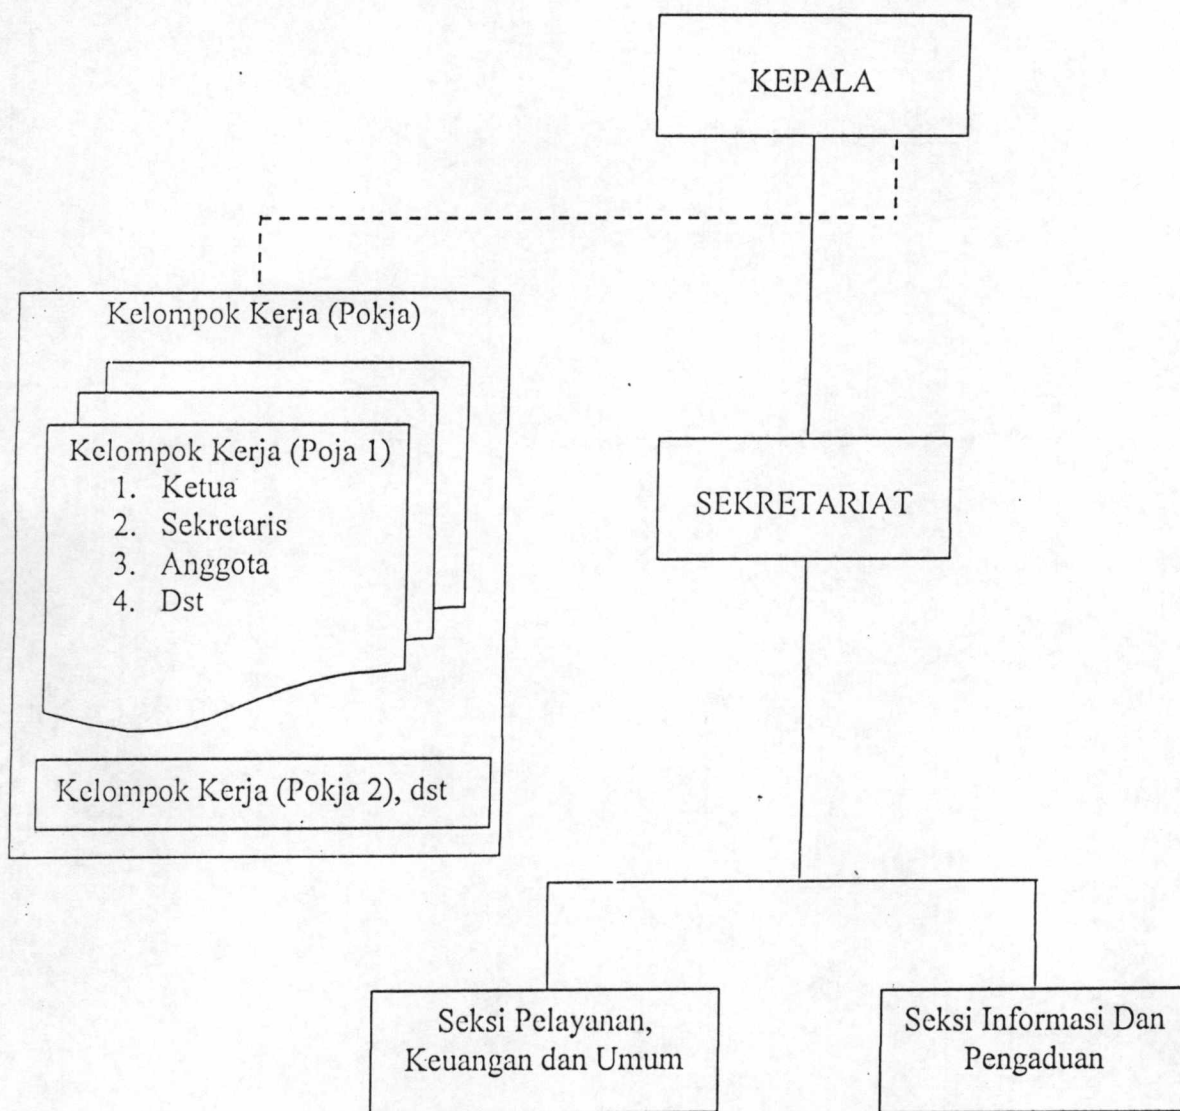 KEPALA
Kelompok Kerja (Pokja)
Kelompok Kerja (Poja 1)
1. Ketua
2. Sekretaris
3. Anggota
4. Dst
Kelompok Kerja (Pokja 2), dst
SEKRETARIAT
Seksi Pelayanan,
Keuangan dan Umum
Seksi Informasi Dan
Pengaduan